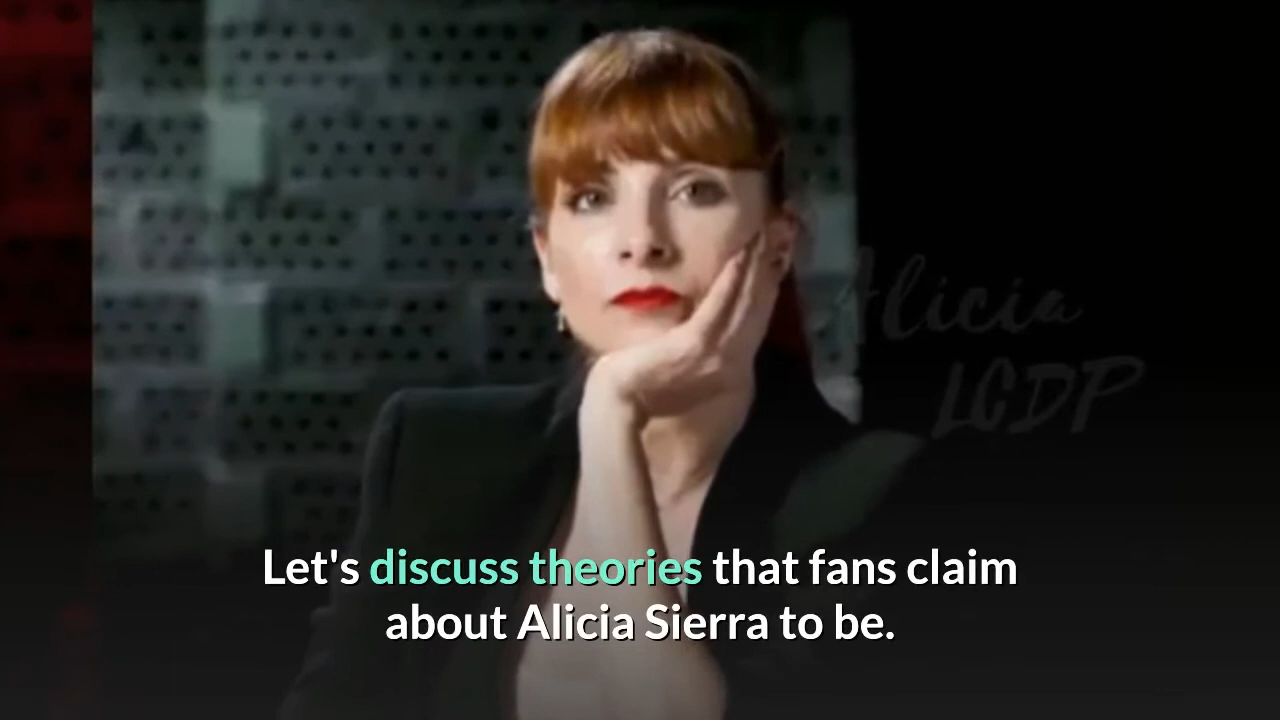 Alicia
LCDP
Let's discuss theories that fans claim
about Alicia Sierra to be.